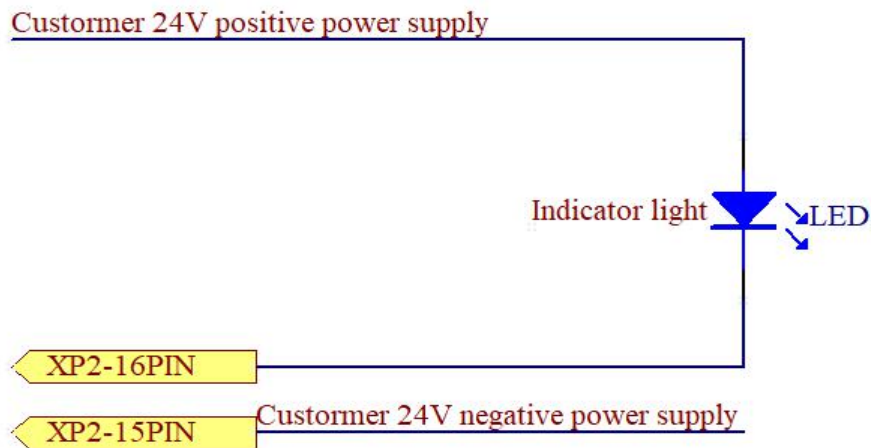 Custormer 24V positive power supply
Indicator light
LED
XP2-16PIN
XP2-15PIN
Custormer 24V negative power supply